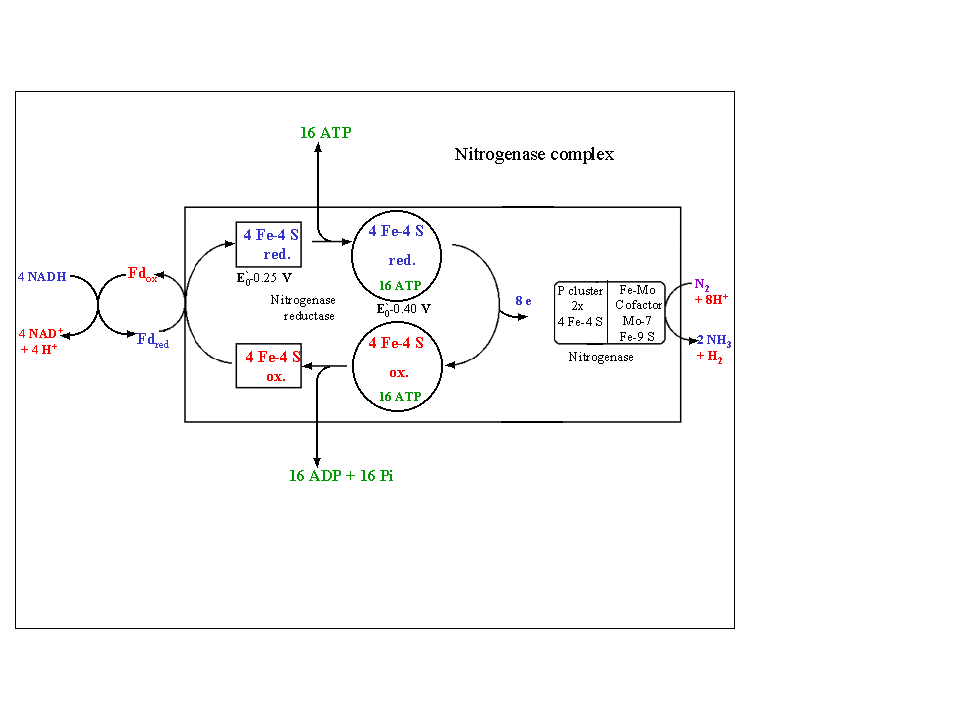 16 ATP
Nitrogenase complex
4 Fe-4 S
red.
4 Fe-4 S
red.
16 ATP
E₀`-0.25 V
Nitrogenase
reductase
E₀`-0.40 V
4 NADH
Fdox
4 NAD⁺
+ 4 H⁺
Fdred
4 Fe-4 S
ox.
4 Fe-4 S
ox.
16 ATP
8 e
P cluster
2x
4 Fe-4 S
Fe-Mo
Cofactor
Mo-7
Fe-9 S
Nitrogenase
N₂
+ 8H⁺
2 NH₃
+ H₂
16 ADP + 16 Pi